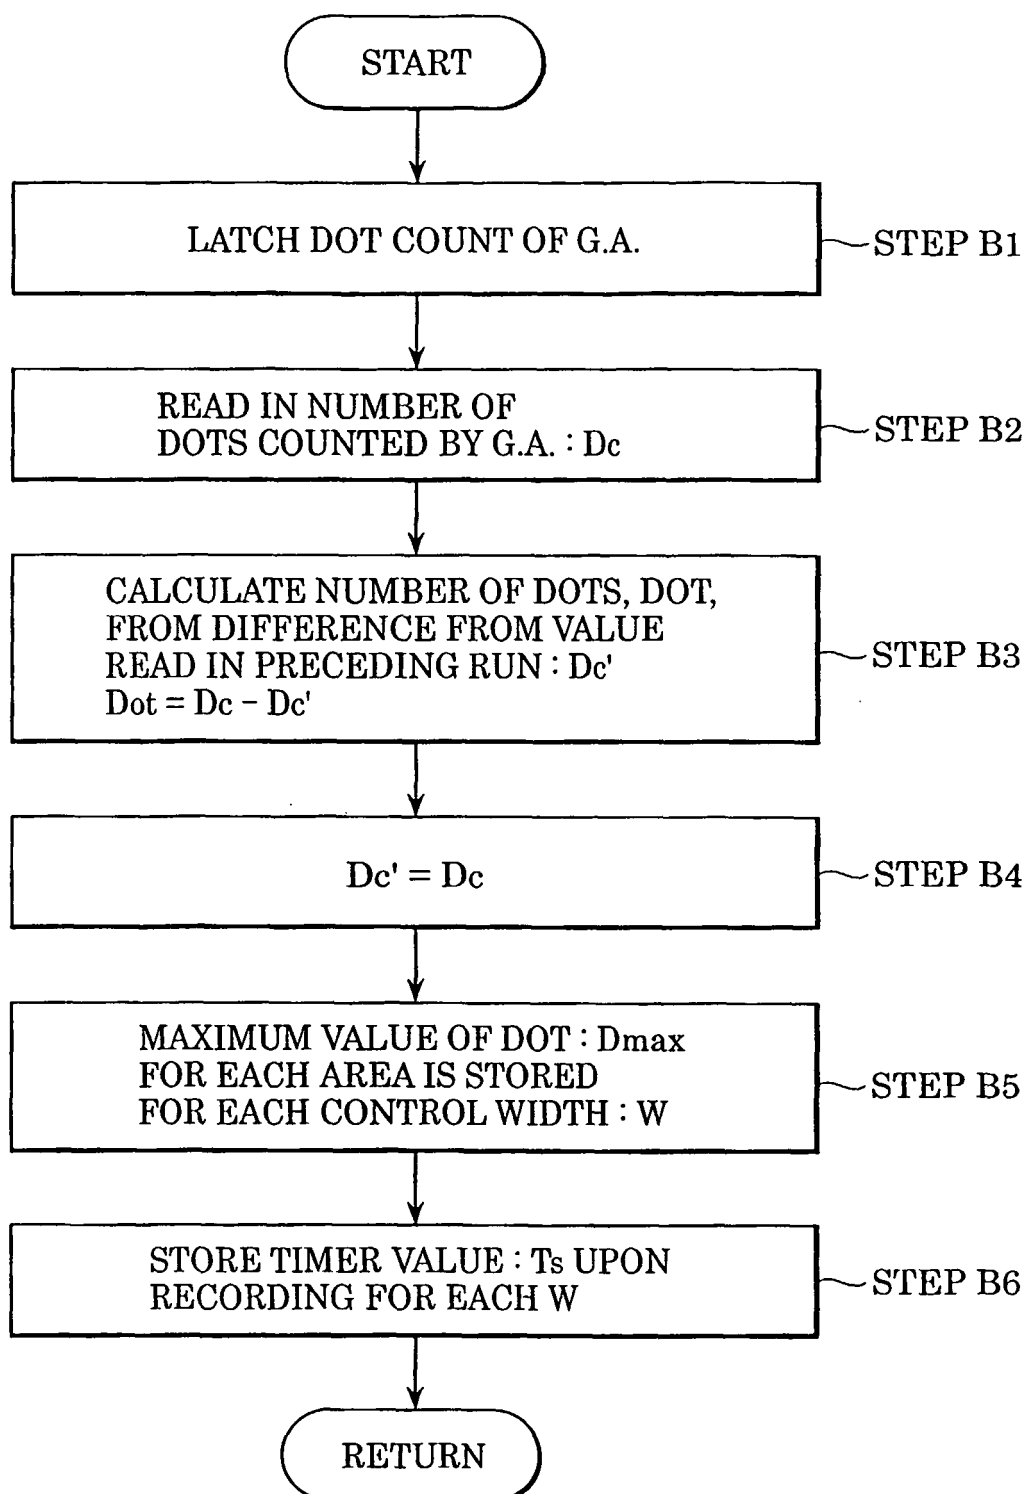 START
LATCH DOT COUNT OF G.A.
STEP B1
READ IN NUMBER OF
DOTS COUNTED BY G.A. : Dc
STEP B2
CALCULATE NUMBER OF DOTS, DOT,
FROM DIFFERENCE FROM VALUE
READ IN PRECEDING RUN : Dc'
Dot = Dc – Dc'
STEP B3
Dc' = Dc
STEP B4
MAXIMUM VALUE OF DOT : Dmax
FOR EACH AREA IS STORED
FOR EACH CONTROL WIDTH : W
STEP B5
STORE TIMER VALUE : Ts UPON
RECORDING FOR EACH W
STEP B6
RETURN